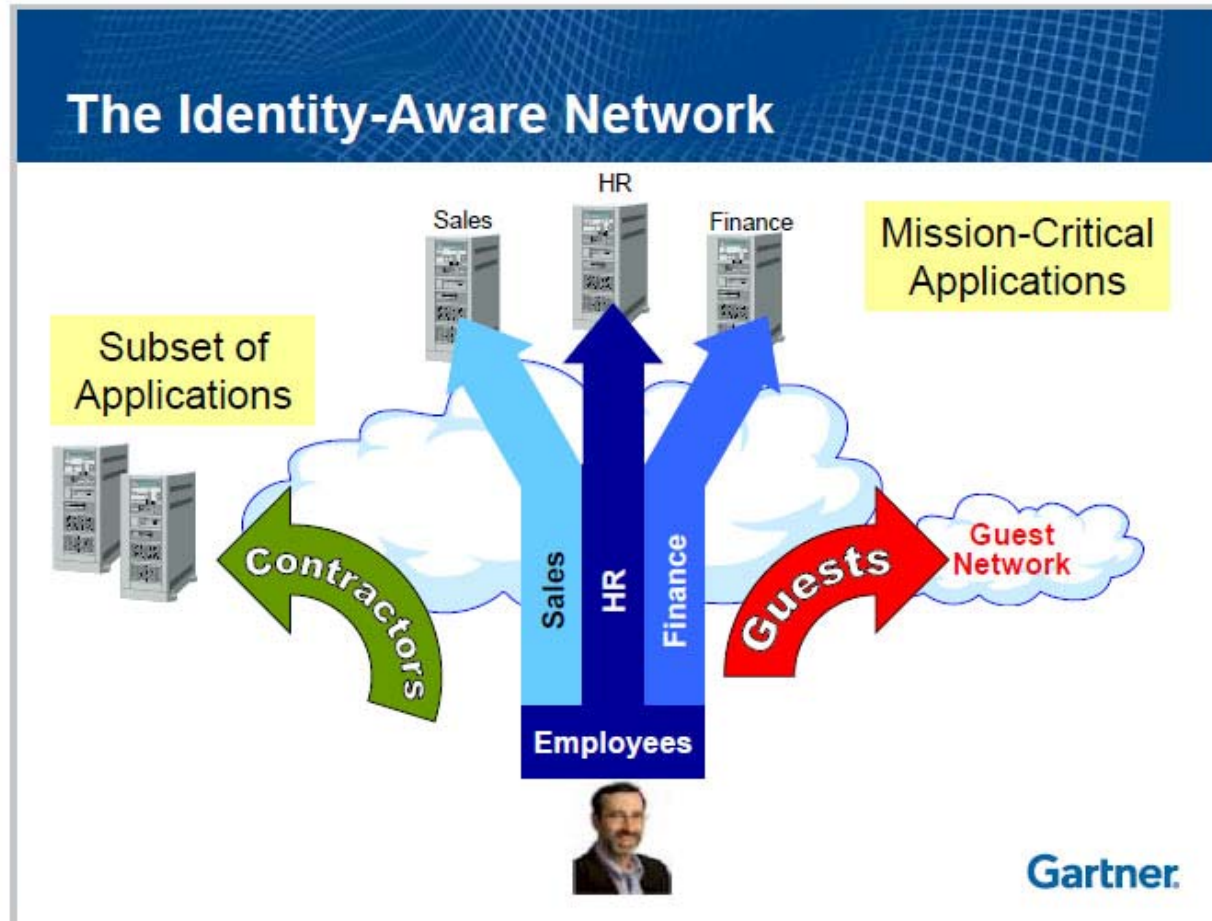 The Identity-Aware Network
HR
Sales
Finance
Mission-Critical
Applications
Subset of
Applications
Contractors
Sales
HR
Finance
Guests
Guest
Network
Employees
Gartner.